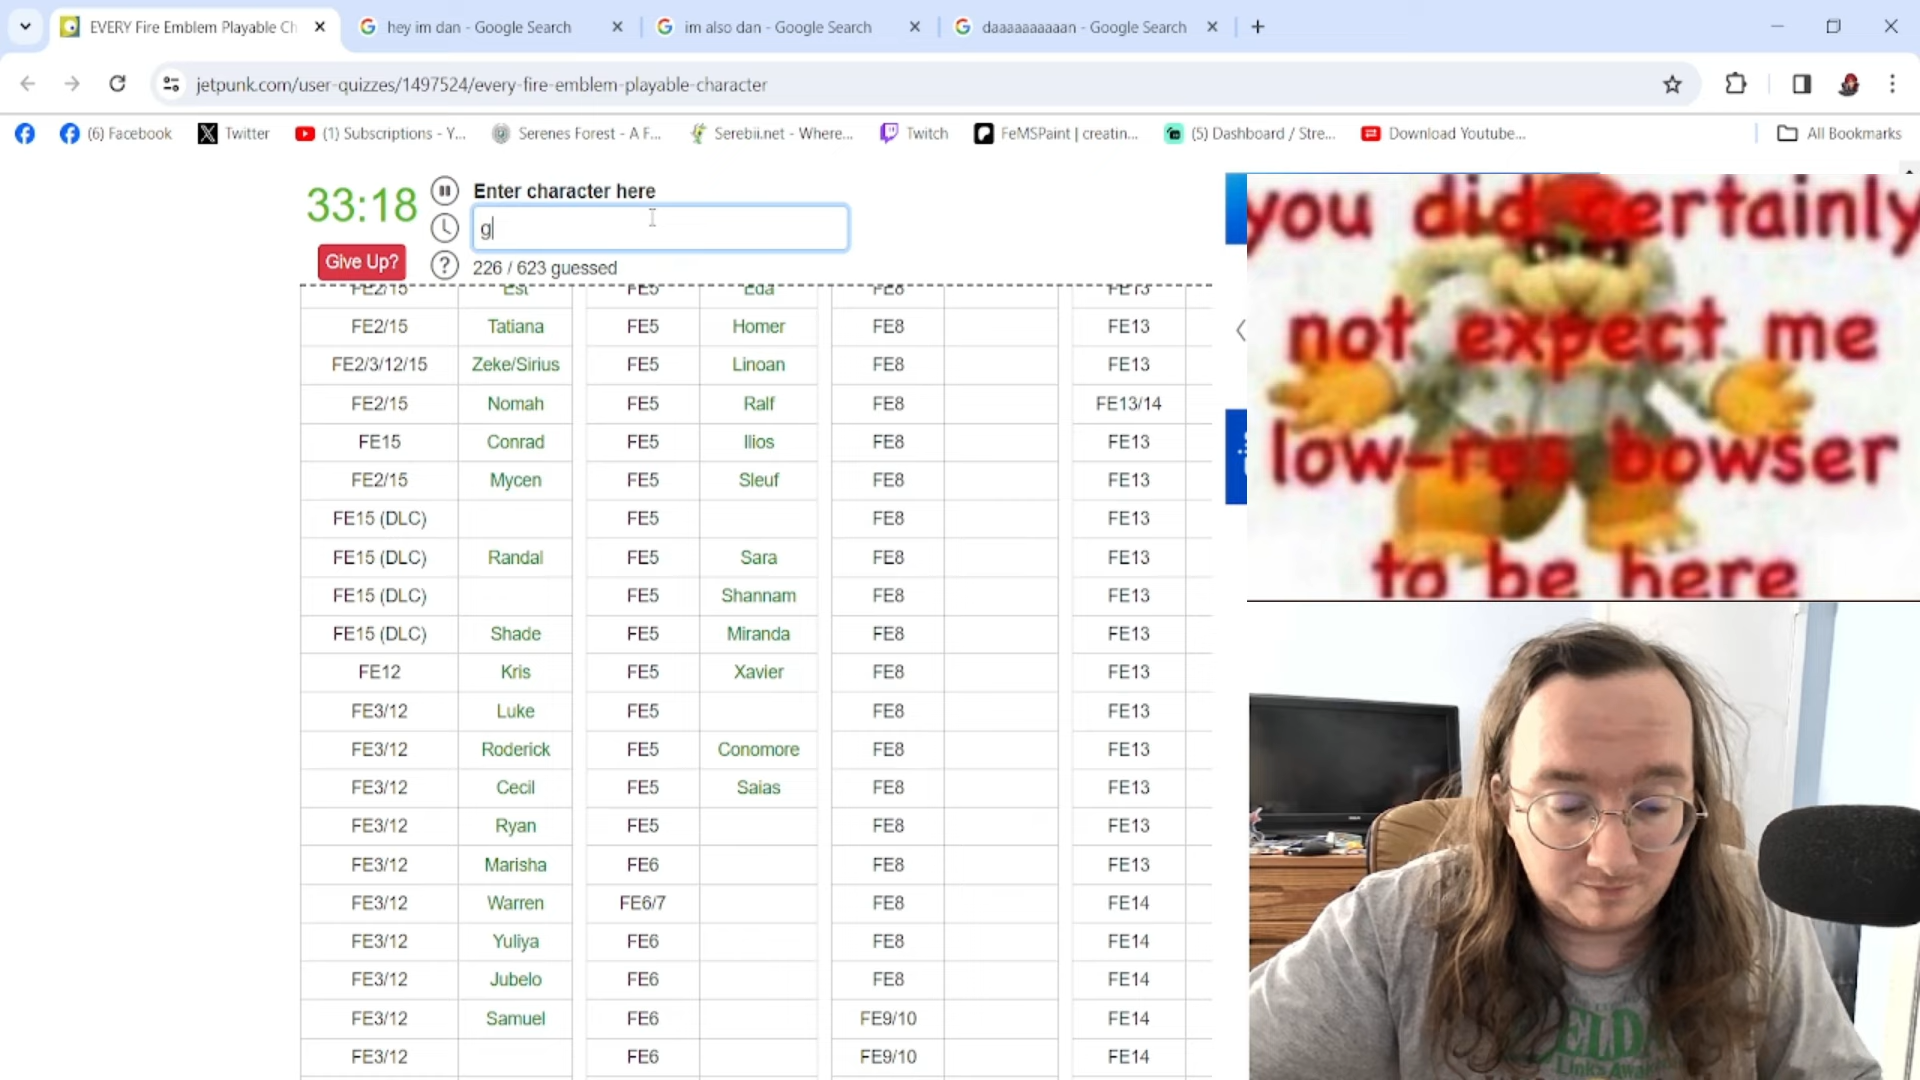 EVERY Fire Emblem Playable Ch
hey im dan - Google Search
im also dan - Google Search
daaaaaaaaaan - Google Search
jetpunk.com/user-quizzes/1497524/every-fire-emblem-playable-character
(6) Facebook
Twitter
(1) Subscriptions - Y...
Serenes Forest - A F...
Serebii.net - Where...
Twitch
FeMSPaint | creatin...
(5) Dashboard / Stre...
Download Youtube...
All Bookmarks
33:18
Enter character here
g
Give Up?
226 / 623 guessed
FE2/15 Est FE5 Eda FE8 FE13
FE2/15 Tatiana FE5 Homer FE8 FE13
FE2/3/12/15 Zeke/Sirius FE5 Linoan FE8 FE13
FE2/15 Nomah FE5 Ralf FE8 FE13/14
FE15 Conrad FE5 Ilios FE8 FE13
FE2/15 Mycen FE5 Sleuf FE8 FE13
FE15 (DLC) FE5 FE8 FE13
FE15 (DLC) Randal FE5 Sara FE8 FE13
FE15 (DLC) FE5 Shannam FE8 FE13
FE15 (DLC) Shade FE5 Miranda FE8 FE13
FE12 Kris FE5 Xavier FE8 FE13
FE3/12 Luke FE5 FE8 FE13
FE3/12 Roderick FE5 Conomore FE8 FE13
FE3/12 Cecil FE5 Saias FE8 FE13
FE3/12 Ryan FE5 FE8 FE13
FE3/12 Marisha FE6 FE8 FE13
FE3/12 Warren FE6/7 FE8 FE14
FE3/12 Yuliya FE6 FE8 FE14
FE3/12 Jubelo FE6 FE8 FE14
FE3/12 Samuel FE6 FE9/10 FE14
FE3/12 FE6 FE9/10 FE14
you did certainly
not expect me
low-res bowser
to be here
ELDA
Link's Awak